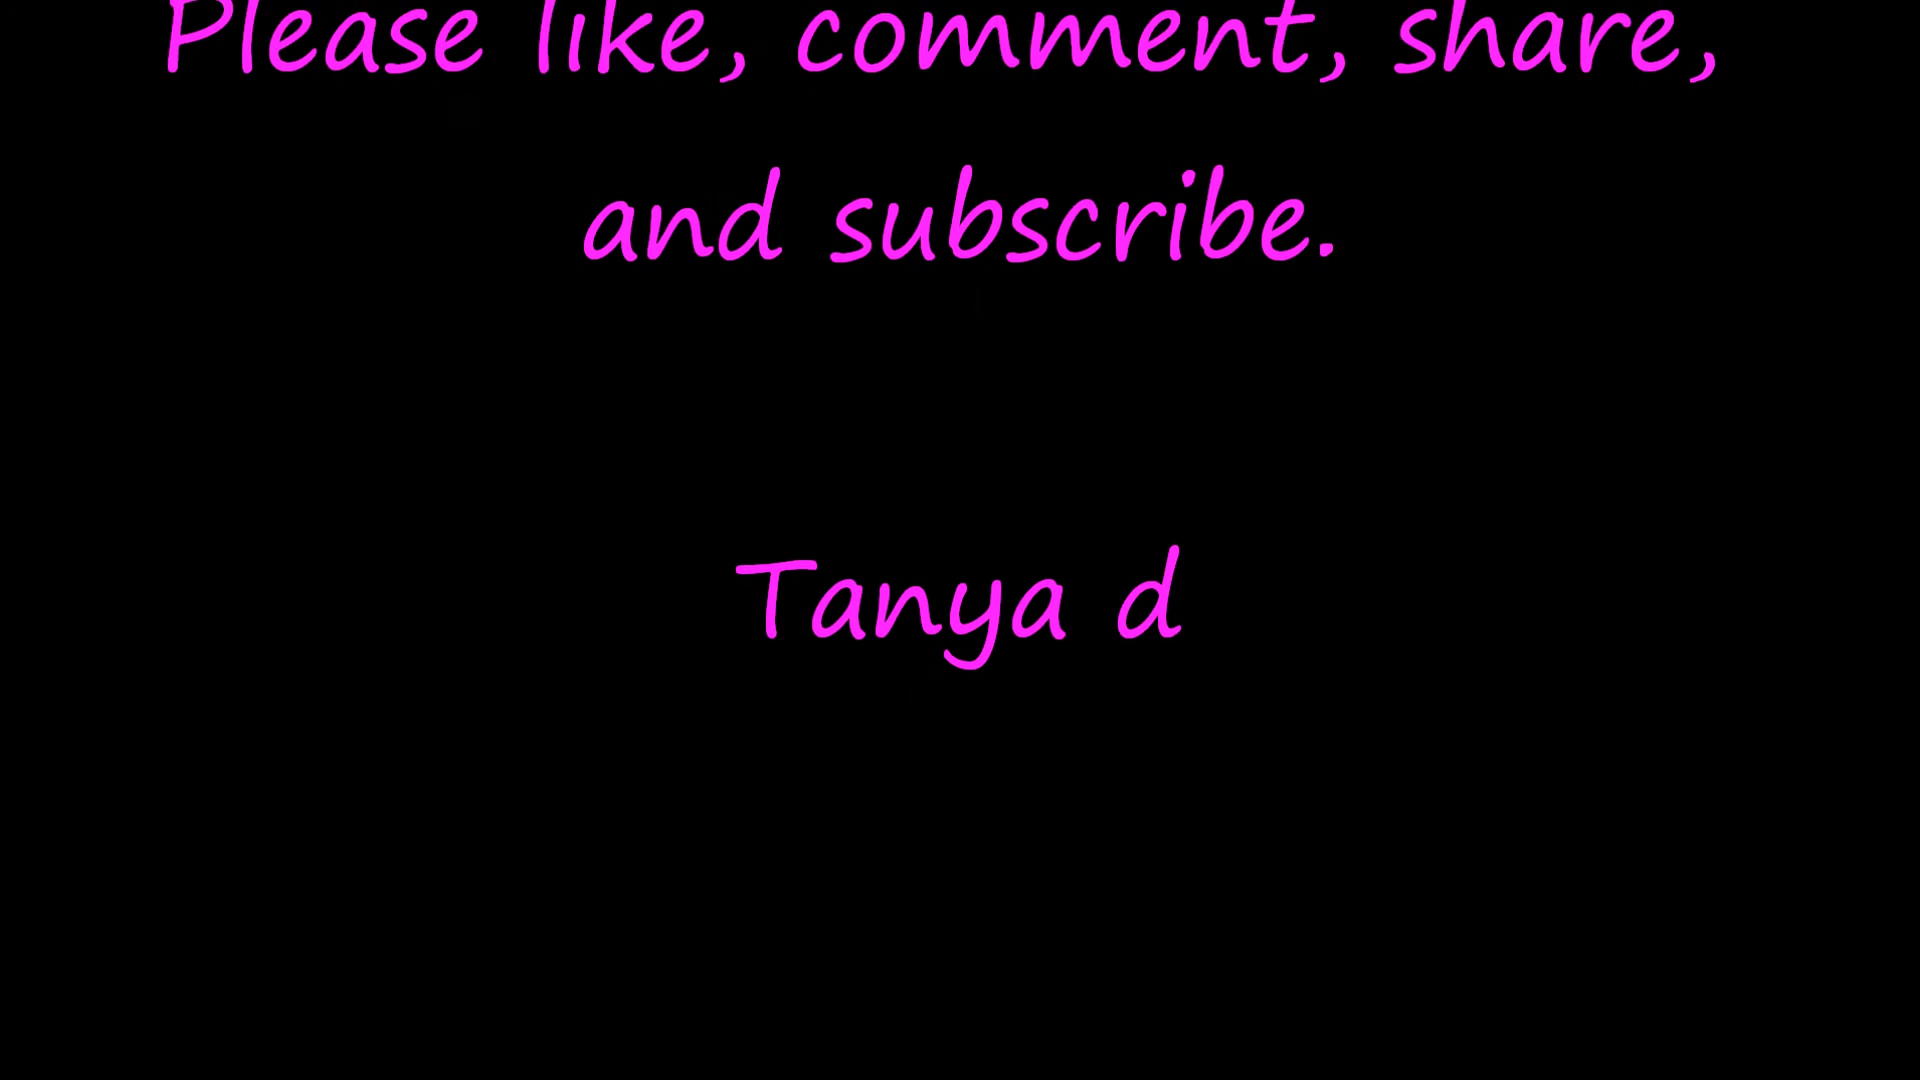 Please like, comment, share,
and subscribe.
Tanya d